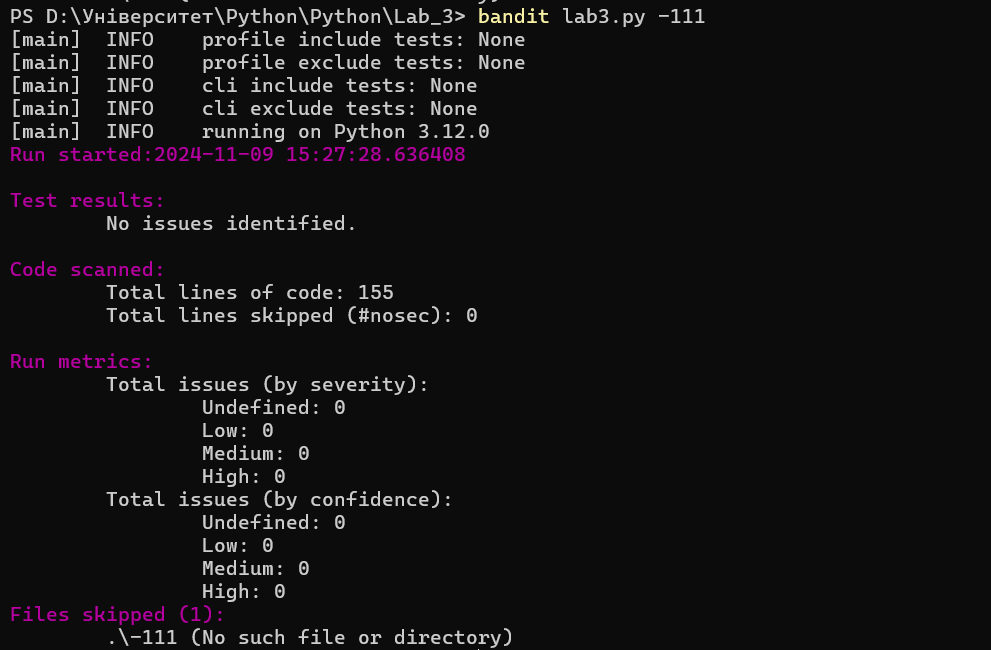 PS D:\Університет\Python\Python\Lab_3> bandit lab3.py -111
[main]  INFO    profile include tests: None
[main]  INFO    profile exclude tests: None
[main]  INFO    cli include tests: None
[main]  INFO    cli exclude tests: None
[main]  INFO    running on Python 3.12.0
Run started:2024-11-09 15:27:28.636408

Test results:
        No issues identified.

Code scanned:
        Total lines of code: 155
        Total lines skipped (#nosec): 0

Run metrics:
        Total issues (by severity):
                Undefined: 0
                Low: 0
                Medium: 0
                High: 0
        Total issues (by confidence):
                Undefined: 0
                Low: 0
                Medium: 0
                High: 0
Files skipped (1):
        .\-111 (No such file or directory)